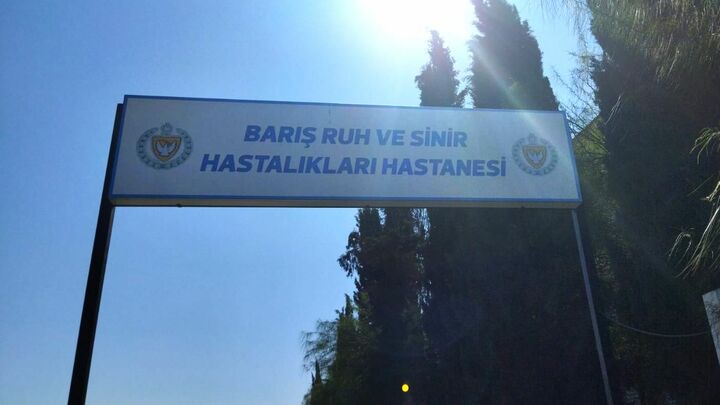 BARIŞ RUH VE SİNİR
HASTALIKLARI HASTANESİ